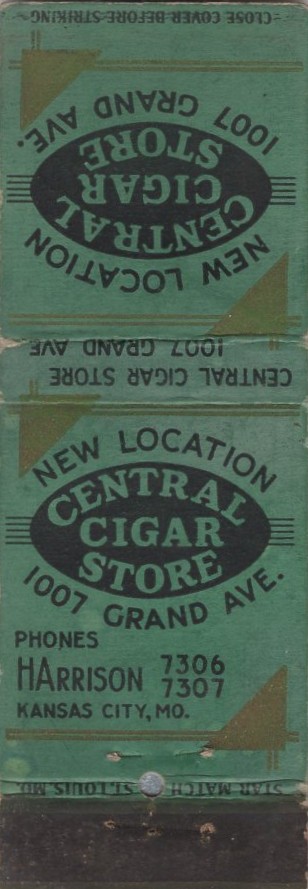 CLOSE COVER BEFORE STRIKING
1007 GRAND AVE.
CENTRAL
CIGAR
STORE
NEW LOCATION
CENTRAL CIGAR STORE
1007 GRAND AVE
NEW LOCATION
CENTRAL
CIGAR
STORE
1007 GRAND AVE.
PHONES
HArrison 7306
7307
KANSAS CITY, MO.
STAR MATCH ST. LOUIS MO.